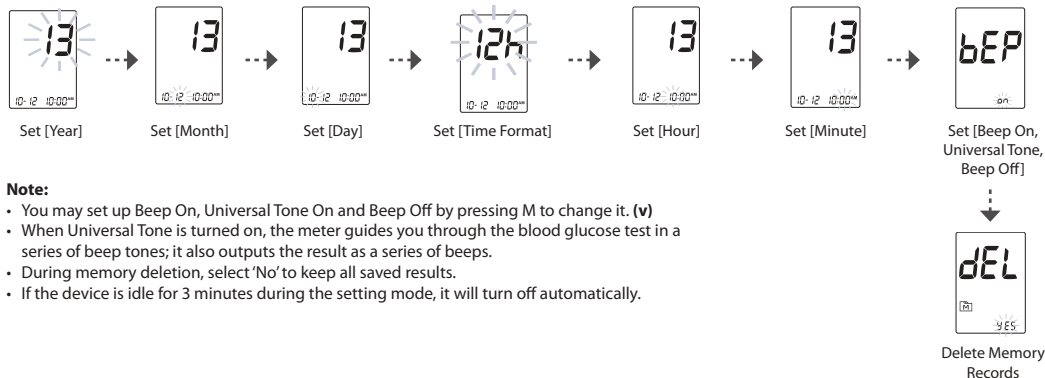 13
10-12 10:00AM
Set [Year]
13
10-12 10:00AM
Set [Month]
13
10-12 10:00AM
Set [Day]
12h
10-12 10:00AM
Set [Time Format]
13
10-12 10:00AM
Set [Hour]
13
10-12 10:00AM
Set [Minute]
bEP
on
Set [Beep On,
Universal Tone,
Beep Off]
Note:
• You may set up Beep On, Universal Tone On and Beep Off by pressing M to change it. (v)
• When Universal Tone is turned on, the meter guides you through the blood glucose test in a
series of beep tones; it also outputs the result as a series of beeps.
• During memory deletion, select 'No' to keep all saved results.
• If the device is idle for 3 minutes during the setting mode, it will turn off automatically.
dEL
M
YES
Delete Memory
Records